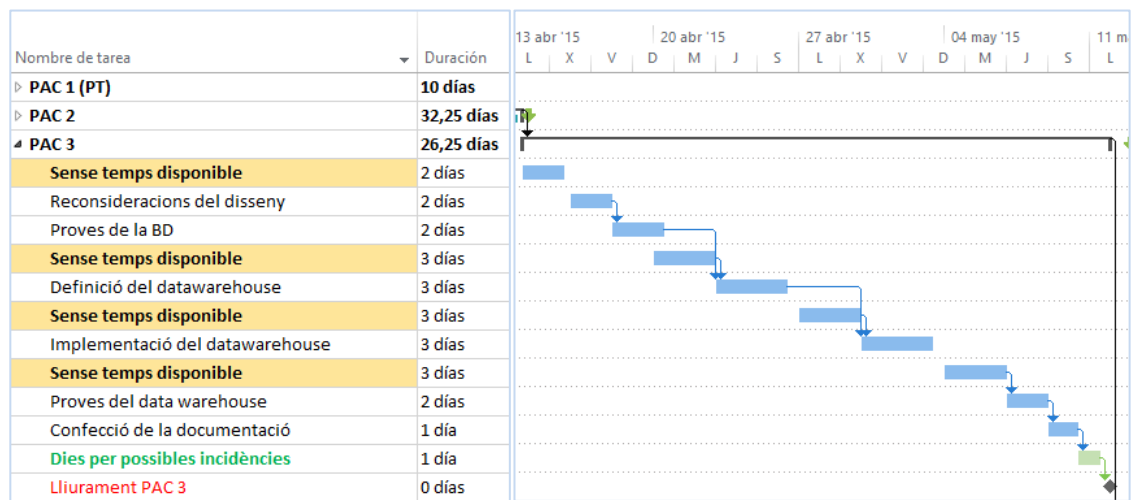 13 abr '15 20 abr '15 27 abr '15 04 may '15 11 m
Nombre de tarea Duración L X V D M J S L X V D M J S L
PAC 1 (PT) 10 días
PAC 2 32,25 días
PAC 3 26,25 días
Sense temps disponible 2 días
Reconsideracions del disseny 2 días
Proves de la BD 2 días
Sense temps disponible 3 días
Definició del datawarehouse 3 días
Sense temps disponible 3 días
Implementació del datawarehouse 3 días
Sense temps disponible 3 días
Proves del data warehouse 2 días
Confecció de la documentació 1 día
Dies per possibles incidències 1 día
Lliurament PAC 3 0 días